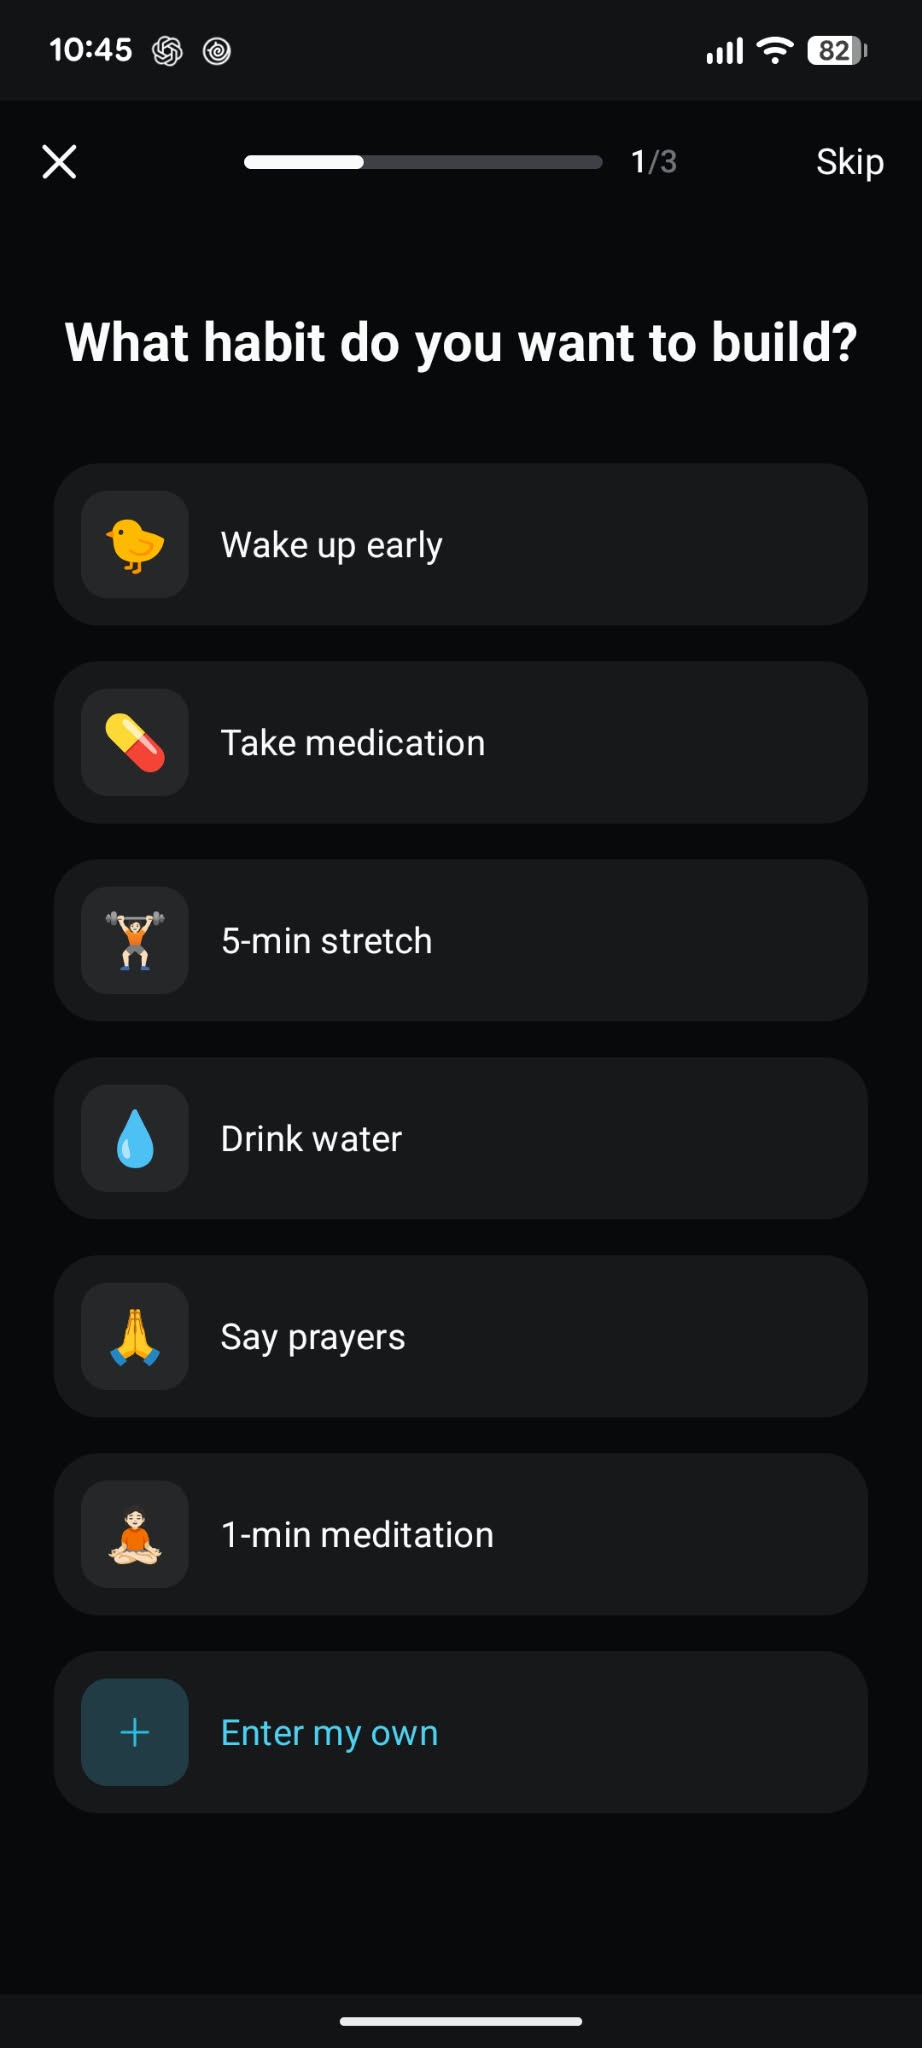 10:45
82
1/3
Skip
What habit do you want to build?
Wake up early
Take medication
5-min stretch
Drink water
Say prayers
1-min meditation
Enter my own